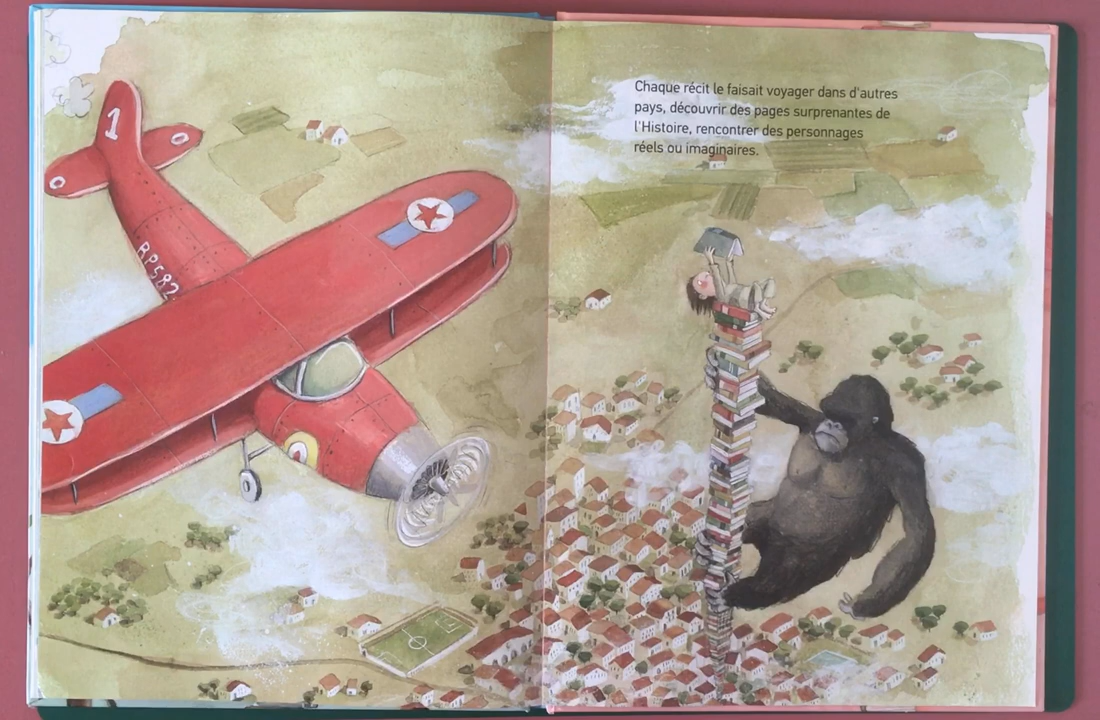 1
0
0
BP582
Chaque récit le faisait voyager dans d'autres
pays, découvrir des pages surprenantes de
l'Histoire, rencontrer des personnages
réels ou imaginaires.